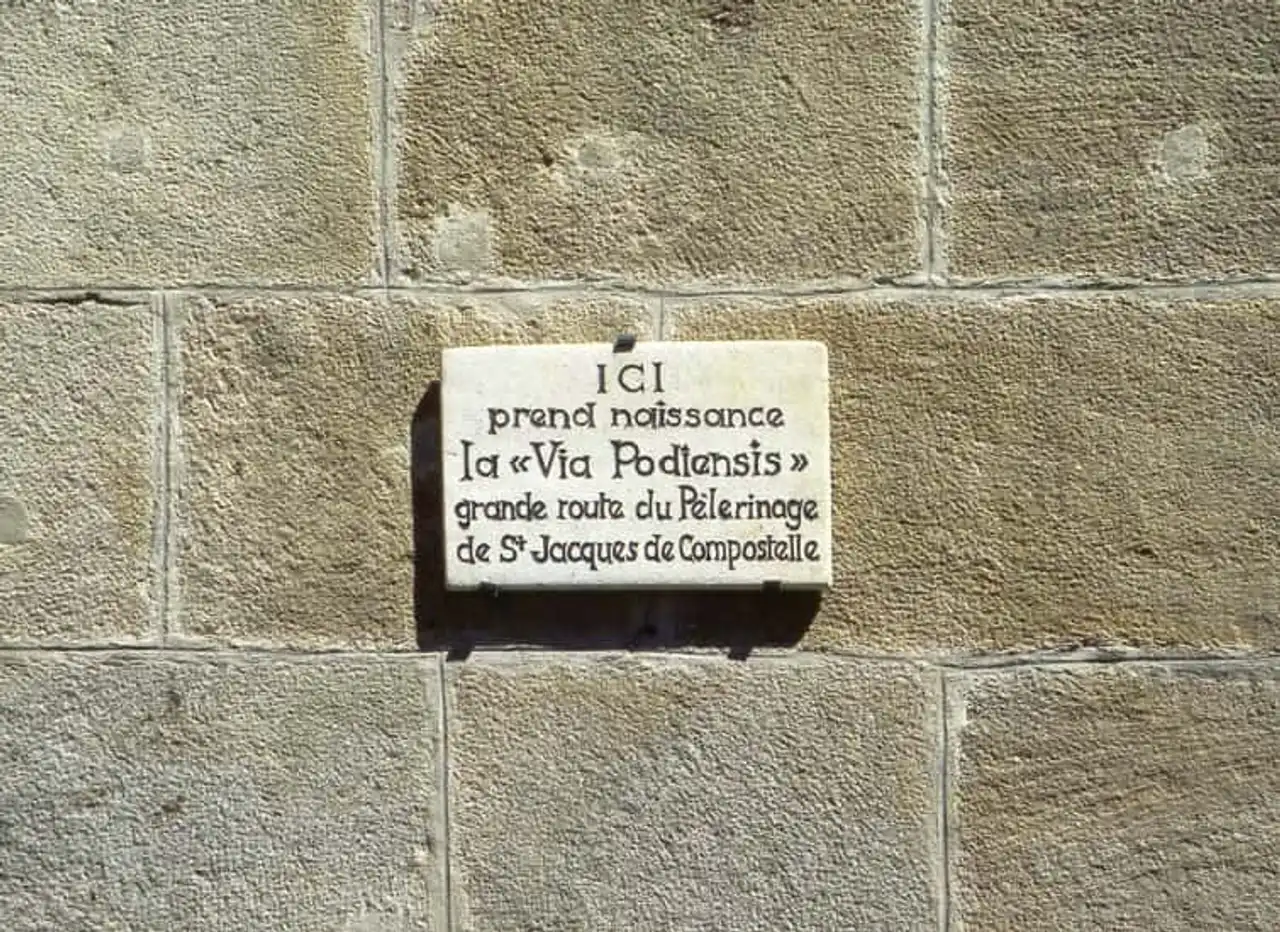 ICI
prend naissance
la «Via Podiensis»
grande route du Pèlerinage
de St Jacques de Compostelle